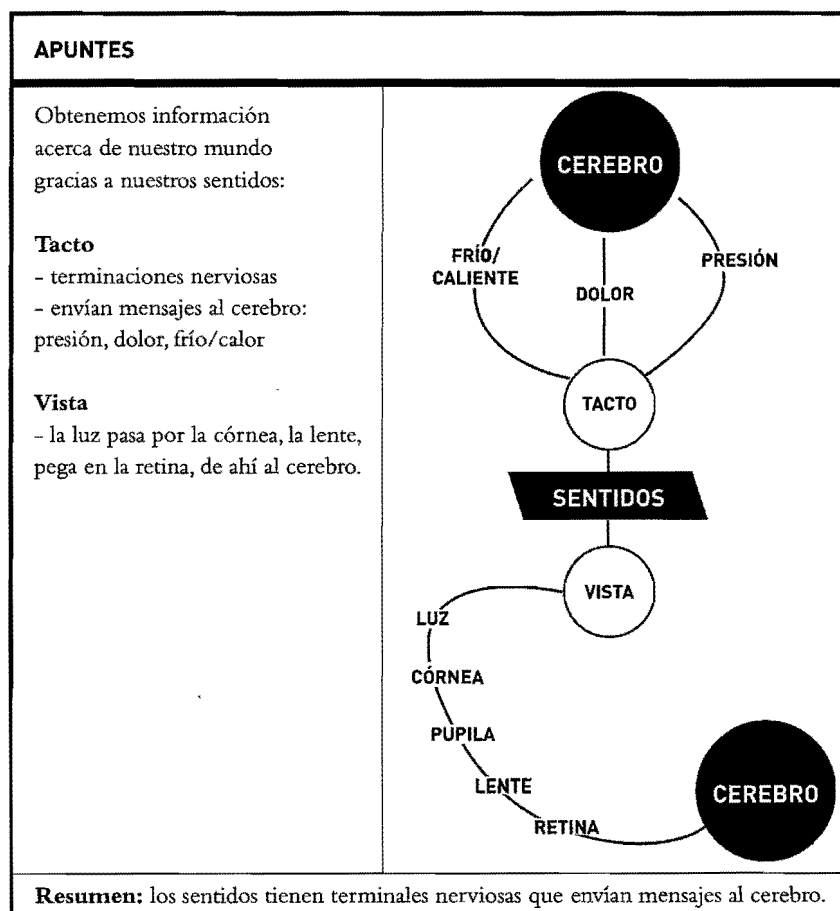 APUNTES
Obtenemos información
acerca de nuestro mundo
gracias a nuestros sentidos:
Tacto
- terminaciones nerviosas
- envían mensajes al cerebro:
presión, dolor, frío/calor
Vista
- la luz pasa por la córnea, la lente,
pega en la retina, de ahí al cerebro.
CEREBRO
FRÍO/
CALIENTE
DOLOR
PRESIÓN
TACTO
SENTIDOS
VISTA
LUZ
CÓRNEA
PUPILA
LENTE
RETINA
CEREBRO
Resumen: los sentidos tienen terminales nerviosas que envían mensajes al cerebro.